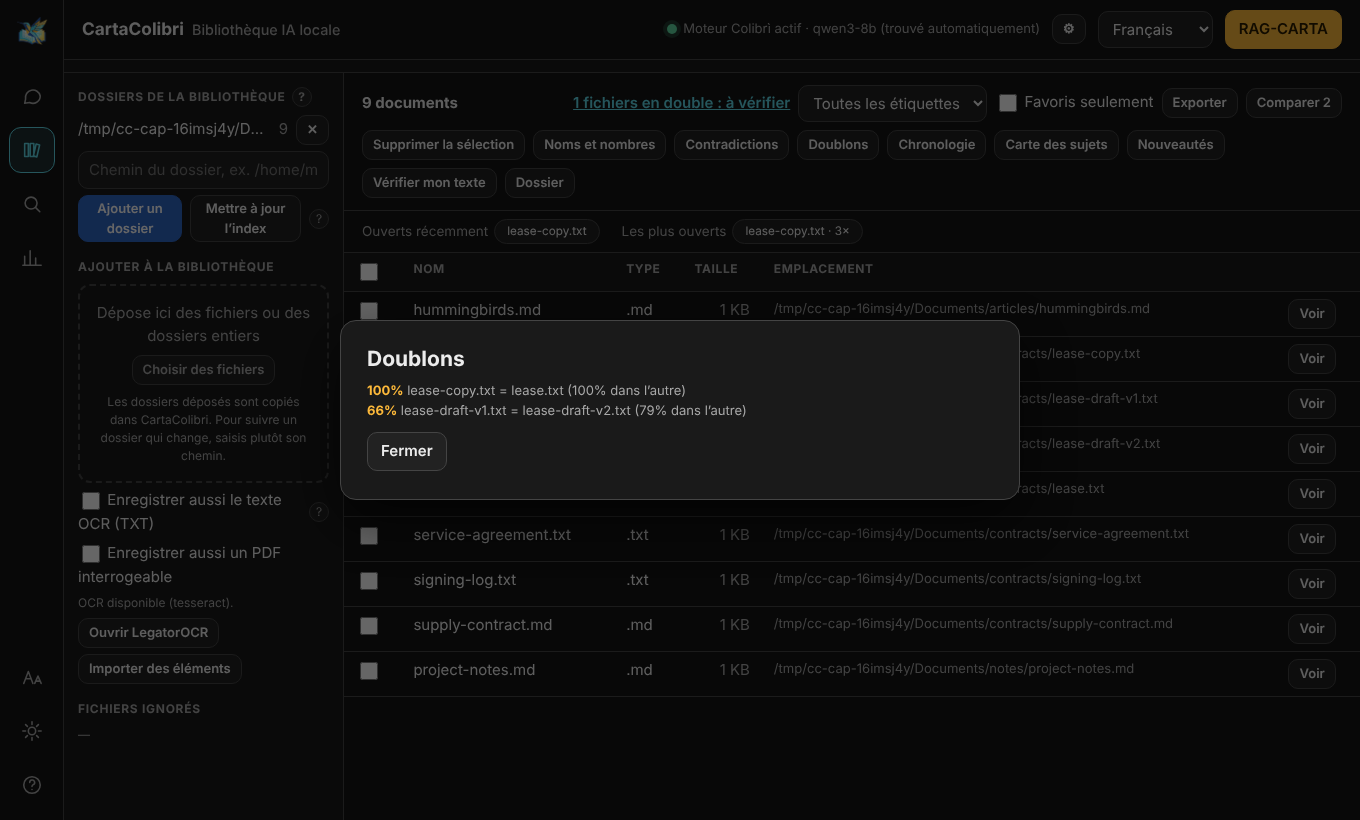 CartaColibri Bibliothèque IA locale
Moteur Colibri actif · qwen3-8b (trouvé automatiquement)
Français
RAG-CARTA
DOSSIERS DE LA BIBLIOTHÈQUE ?
/tmp/cc-cap-16imsj4y/D... 9 ✕
Chemin du dossier, ex. /home/m
Ajouter un dossier
Mettre à jour l'index
?
AJOUTER À LA BIBLIOTHÈQUE
Dépose ici des fichiers ou des
dossiers entiers
Choisir des fichiers
Les dossiers déposés sont copiés
dans CartaColibri. Pour suivre un
dossier qui change, saisis plutôt son
chemin.
Enregistrer aussi le texte
OCR (TXT)
?
Enregistrer aussi un PDF
interrogeable
OCR disponible (tesseract).
Ouvrir LegatorOCR
Importer des éléments
FICHIERS IGNORÉS
—
AA
9 documents
1 fichiers en double : à vérifier
Toutes les étiquettes
Favoris seulement
Exporter
Comparer 2
Supprimer la sélection
Noms et nombres
Contradictions
Doublons
Chronologie
Carte des sujets
Nouveautés
Vérifier mon texte
Dossier
Ouverts récemment lease-copy.txt Les plus ouverts lease-copy.txt · 3×
NOM TYPE TAILLE EMPLACEMENT
hummingbirds.md .md 1 KB /tmp/cc-cap-16imsj4y/Documents/articles/hummingbirds.md Voir
racts/lease-copy.txt Voir
racts/lease-draft-v1.txt Voir
racts/lease-draft-v2.txt Voir
racts/lease.txt Voir
Doublons
100% lease-copy.txt = lease.txt (100% dans l'autre)
66% lease-draft-v1.txt = lease-draft-v2.txt (79% dans l'autre)
Fermer
service-agreement.txt .txt 1 KB /tmp/cc-cap-16imsj4y/Documents/contracts/service-agreement.txt Voir
signing-log.txt .txt 1 KB /tmp/cc-cap-16imsj4y/Documents/contracts/signing-log.txt Voir
supply-contract.md .md 1 KB /tmp/cc-cap-16imsj4y/Documents/contracts/supply-contract.md Voir
project-notes.md .md 1 KB /tmp/cc-cap-16imsj4y/Documents/notes/project-notes.md Voir